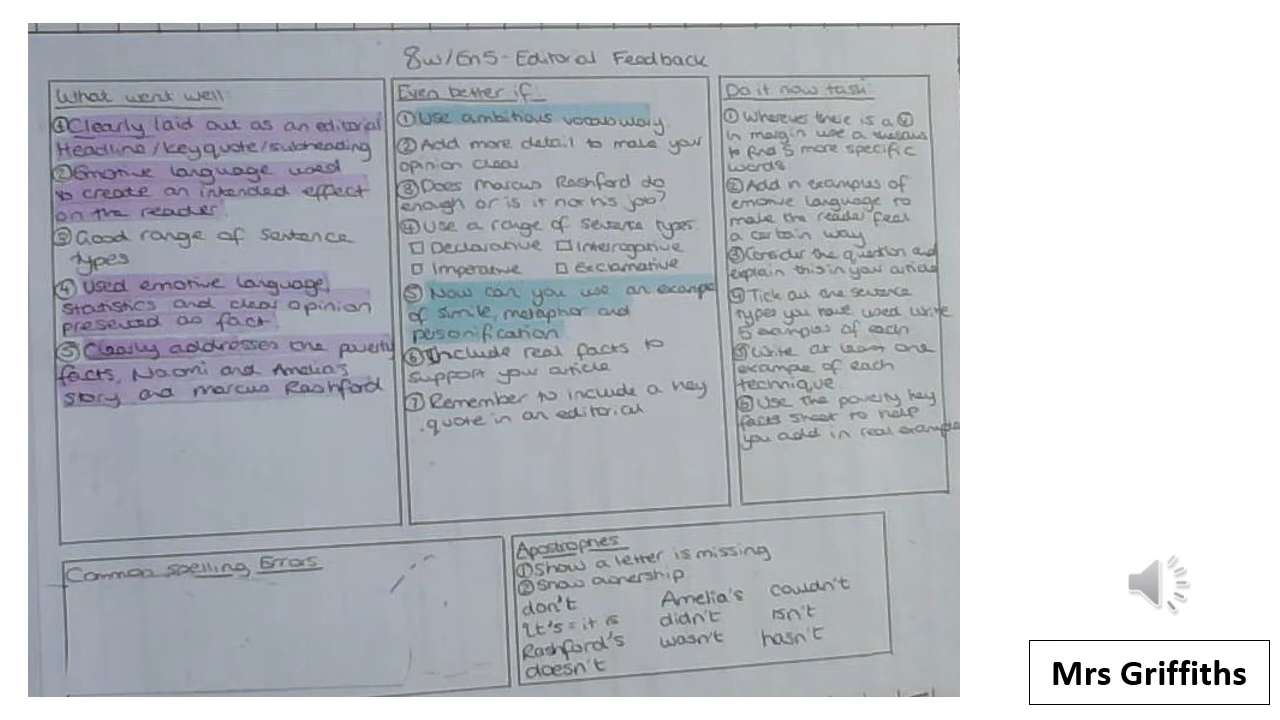 8w/En5 - Editorial Feedback
What went well:
① Clearly laid out as an editorial
Headline/key quote/subheading
② Emotive language used
to create an intended effect
on the reader
③ Good range of sentence
types
④ Used emotive language,
statistics and clear opinion
presented as fact.
⑤ Clearly addresses the poverty
facts, Naomi and Amelia's
story and Marcus Rashford
Even better if:
① Use ambitious vocabulary
② Add more detail to make your
opinion clear
③ Does Marcus Rashford do
enough or is it not his job?
④ Use a range of sentence types
□ Declarative □ Interrogative
□ Imperative □ Exclamative
⑤ Now can you use an example
of simile, metaphor and
personification
⑥ Include real facts to
support your article
⑦ Remember to include a key
quote in an editorial
Do it now task:
① Wherever there is a
in margin use a thesaurus
to find 5 more specific
words
② Add in examples of
emotive language to
make the reader feel
a certain way
③ Consider the question and
explain this in your article
④ Tick all the sentence
types you have used. Write
5 examples of each
⑤ Write at least one
example of each
technique
⑥ Use the poverty key
facts sheet to help
you add in real example
Common Spelling Errors
Apostrophes
① Show a letter is missing
② Show ownership
don't Amelia's couldn't
It's = it is didn't isn't
Rashford's wasn't hasn't
doesn't
Mrs Griffiths